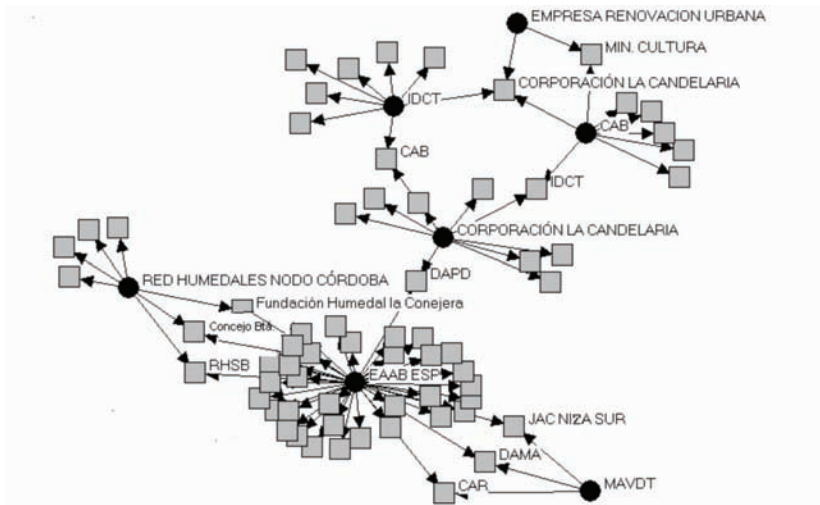 EMPRESA RENOVACION URBANA
MIN. CULTURA
IDCT
CORPORACIÓN LA CANDELARIA
CAB
CAB
IDCT
CORPORACIÓN LA CANDELARIA
DAPD
RED HUMEDALES NODO CÓRDOBA
Fundación Humedal la Conejera
Concejo Bta.
RHSB
EAAB ESP
JAC NIZA SUR
DAMA
CAR
MAVDT